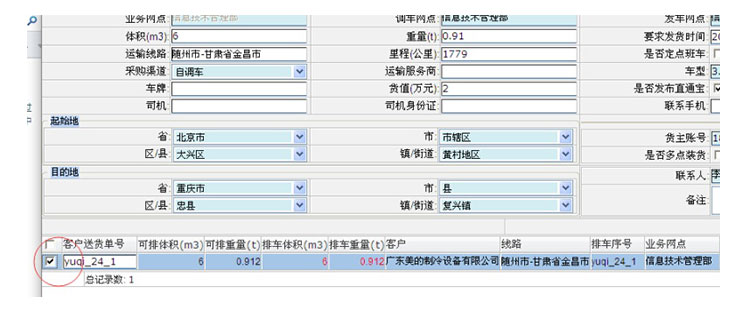 业务网点: 信息技术管理部 调车网点: 信息技术管理部 发车网点:
体积(m3): 6 重量(t): 0.91 要求发货时间: 20
运输线路 随州市-甘肃省金昌市 里程(公里): 1779 是否定点班车:
采购渠道 自调车 运输服务商: 车型 3.
车牌: 货值(万元): 2 是否发布直通宝:
司机: 司机身份证: 联系手机:
起始地
省: 北京市 市: 市辖区 货主账号: 18
区/县: 大兴区 镇/街道: 黄村地区 是否多点装货:
目的地 联系人: 李
省: 重庆市 市: 县
区/县: 忠县 镇/街道: 复兴镇 备注:
客户送货单号 可排体积(m3) 可排重量(t) 排车体积(m3) 排车重量(t) 客户 线路 排车序号 业务网点
yuqi_24_1 6 0.912 6 0.912 广东美的制冷设备有限公司 随州市-甘肃省金昌市 yuqi_24_1 信息技术管理部
总记录数: 1